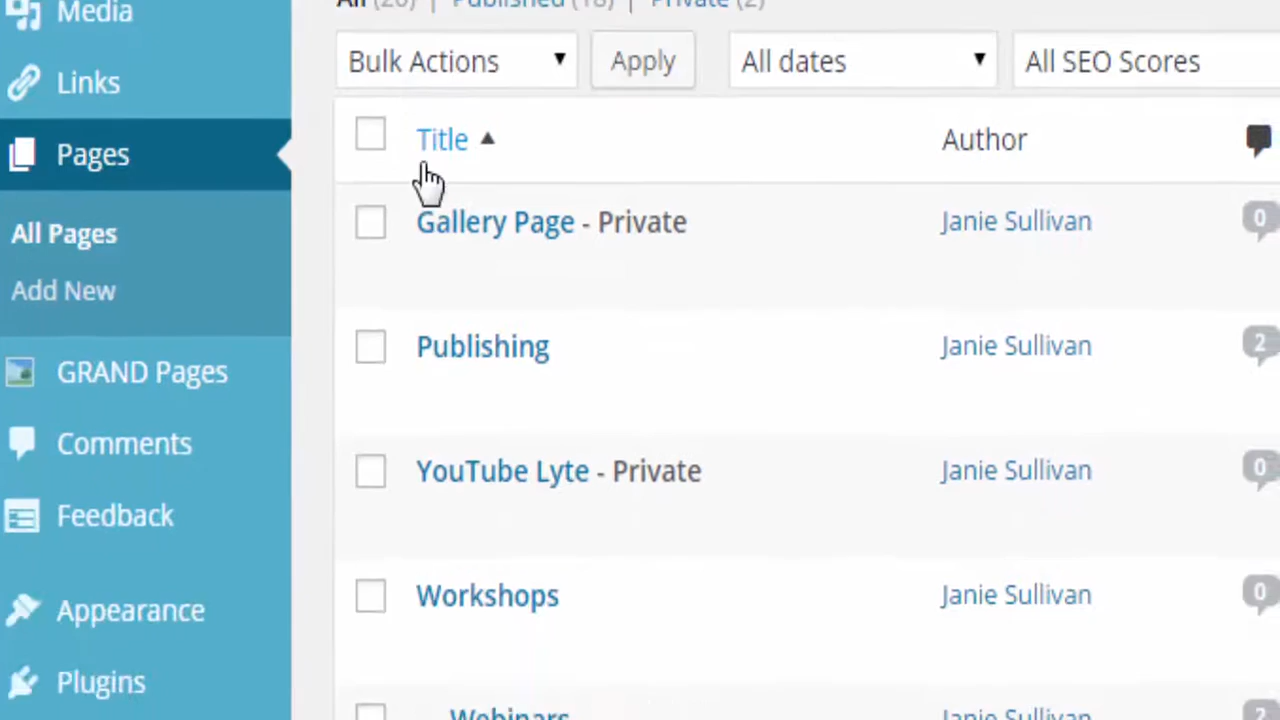 Media
Links
Pages
All Pages
Add New
GRAND Pages
Comments
Feedback
Appearance
Plugins
All (20) | Published (18) | Private (2)
Bulk Actions Apply All dates All SEO Scores
Title Author
Gallery Page - Private Janie Sullivan 0
Publishing Janie Sullivan 2
YouTube Lyte - Private Janie Sullivan 0
Workshops Janie Sullivan 0
Webinars Janie Sullivan 2